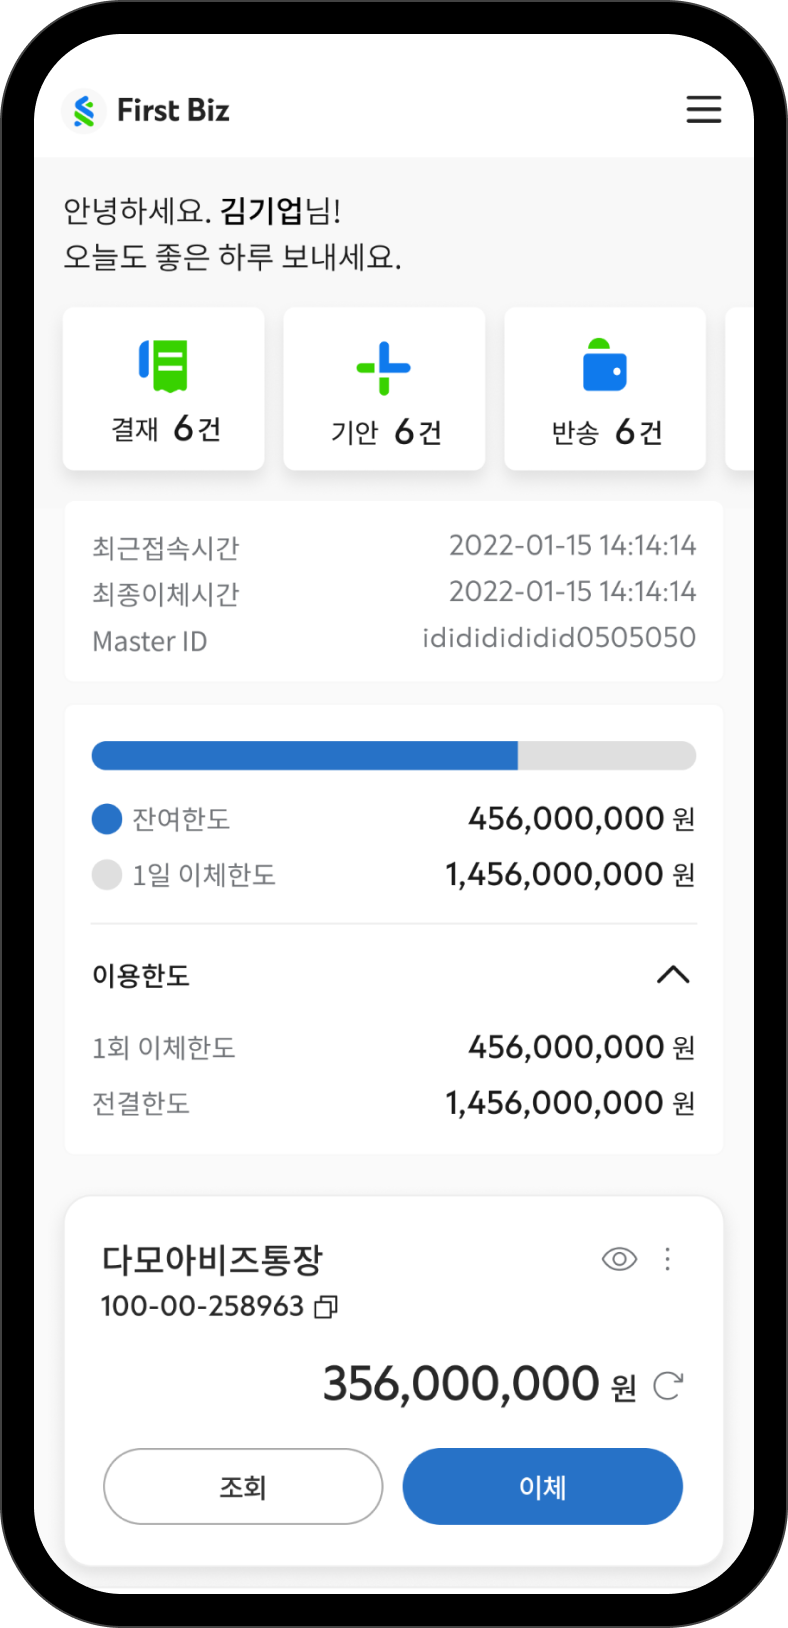 First Biz
안녕하세요. 김기업님!
오늘도 좋은 하루 보내세요.
결재 6건
기안 6건
반송 6건
최근접속시간 2022-01-15 14:14:14
최종이체시간 2022-01-15 14:14:14
Master ID idididididid0505050
잔여한도 456,000,000 원
1일 이체한도 1,456,000,000 원
이용한도
1회 이체한도 456,000,000 원
전결한도 1,456,000,000 원
다모아비즈통장
100-00-258963
356,000,000 원
조회 이체